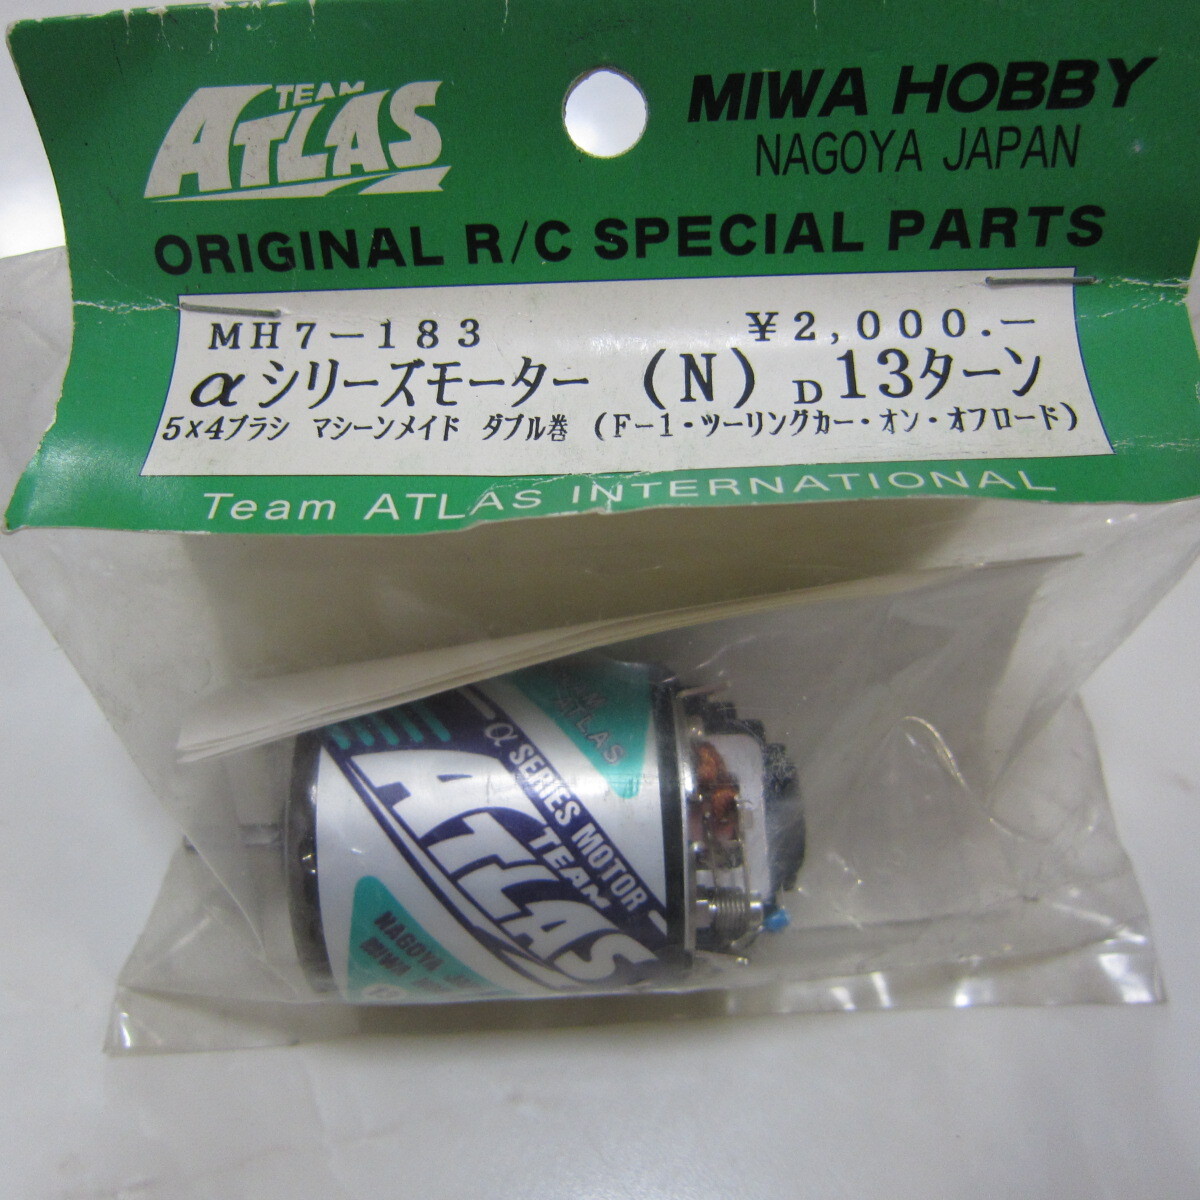 TEAM
ATLAS
MIWA HOBBY
NAGOYA JAPAN
ORIGINAL R/C SPECIAL PARTS
MH7-183 ¥2,000.-
αシリーズモーター (N) D13ターン
5×4ブラシ マシーンメイド ダブル巻 (F-1・ツーリングカー・オン・オフロード)
Team ATLAS INTERNATIONAL
ATLAS
α SERIES MOTOR
TEAM
ATLAS
NAGOYA
MIWA